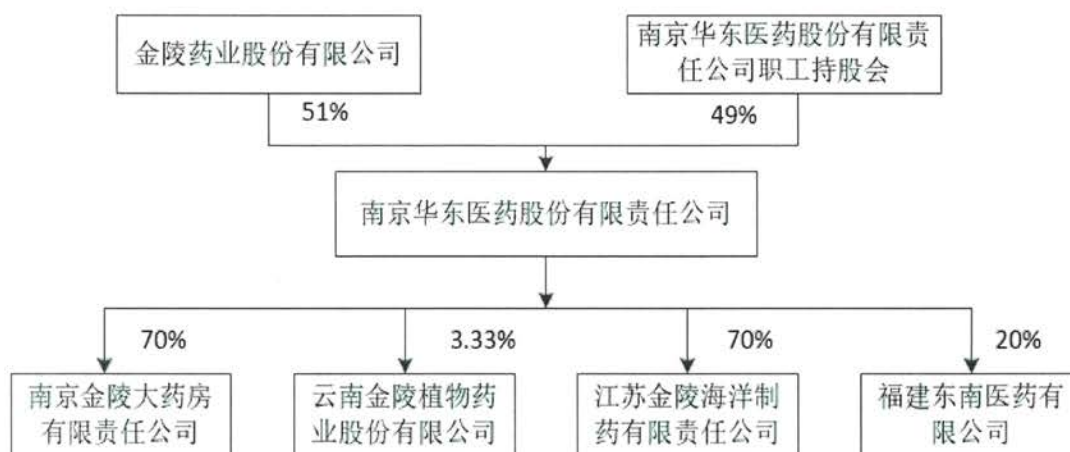 金陵药业股份有限公司
南京华东医药股份有限责
任公司职工持股会
51%
49%
南京华东医药股份有限责任公司
70%
3.33%
70%
20%
南京金陵大药房
有限责任公司
云南金陵植物药
业股份有限公司
江苏金陵海洋制
药有限责任公司
福建东南医药有
限公司